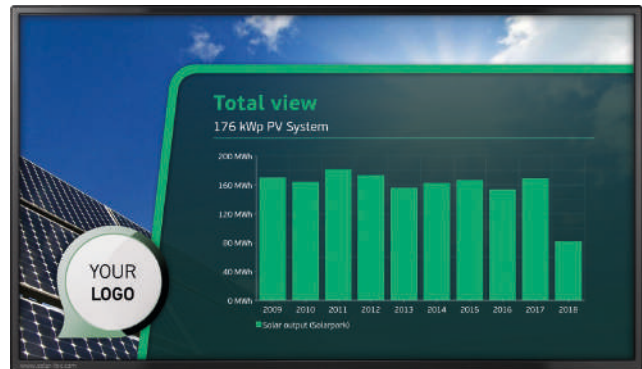 Total view
176 kWp PV System
200 MWh
160 MWh
120 MWh
80 MWh
40 MWh
0 MWh
2009 2010 2011 2012 2013 2014 2015 2016 2017 2018
Solar output (Solarpark)
YOUR
LOGO